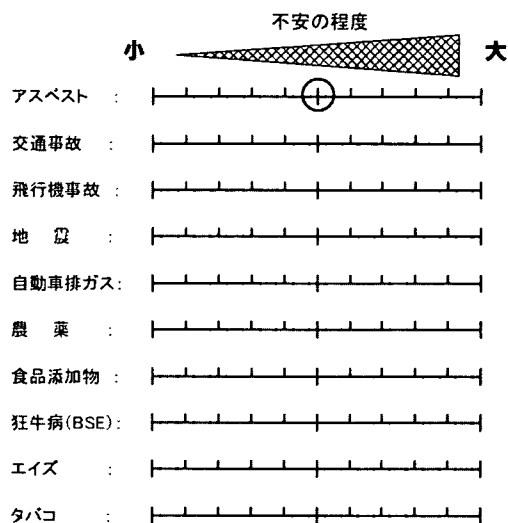 不安の程度
小 大
アスベスト :
交通事故 :
飛行機事故 :
地 震 :
自動車排ガス:
農 薬 :
食品添加物 :
狂牛病(BSE):
エイズ :
タバコ :